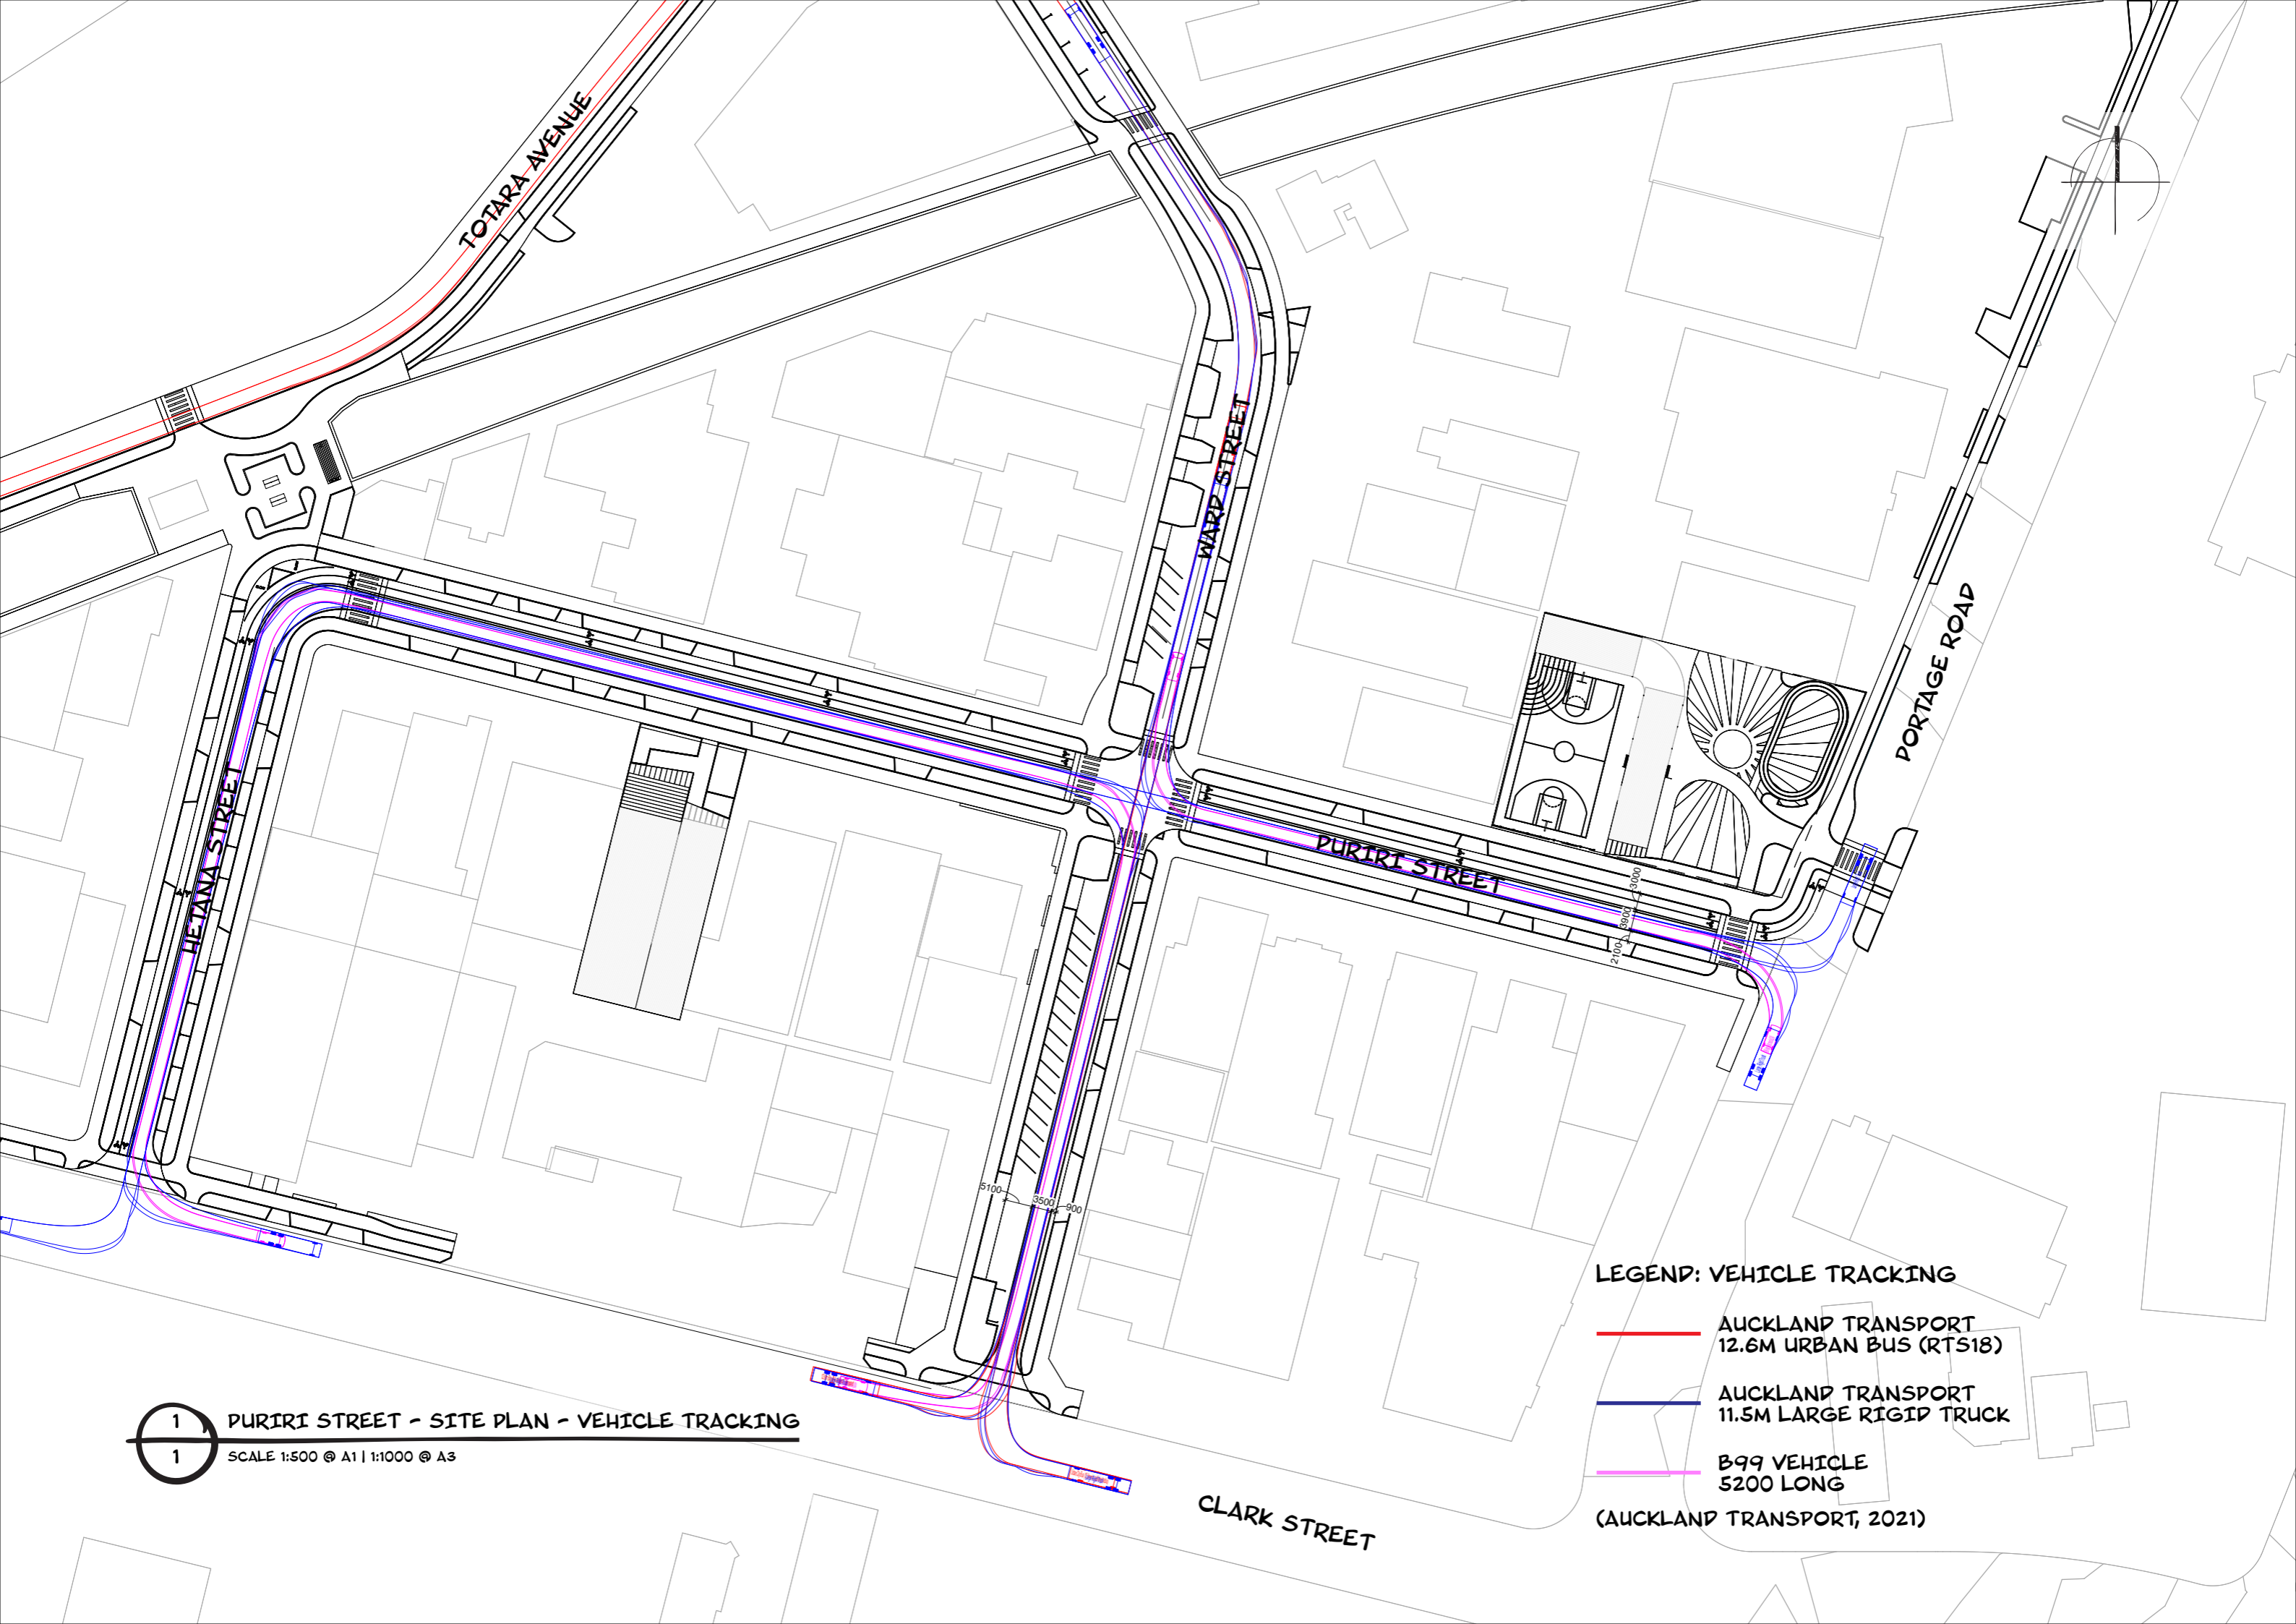 TOTARA AVENUE
WARD STREET
PORTAGE ROAD
HETANA STREET
PURIRI STREET
3000
3900
2100
5100
3500
900
CLARK STREET
LEGEND: VEHICLE TRACKING
AUCKLAND TRANSPORT
12.6M URBAN BUS (RTS18)
AUCKLAND TRANSPORT
11.5M LARGE RIGID TRUCK
B99 VEHICLE
5200 LONG
(AUCKLAND TRANSPORT, 2021)
1
1
PURIRI STREET - SITE PLAN - VEHICLE TRACKING
SCALE 1:500 @ A1 | 1:1000 @ A3